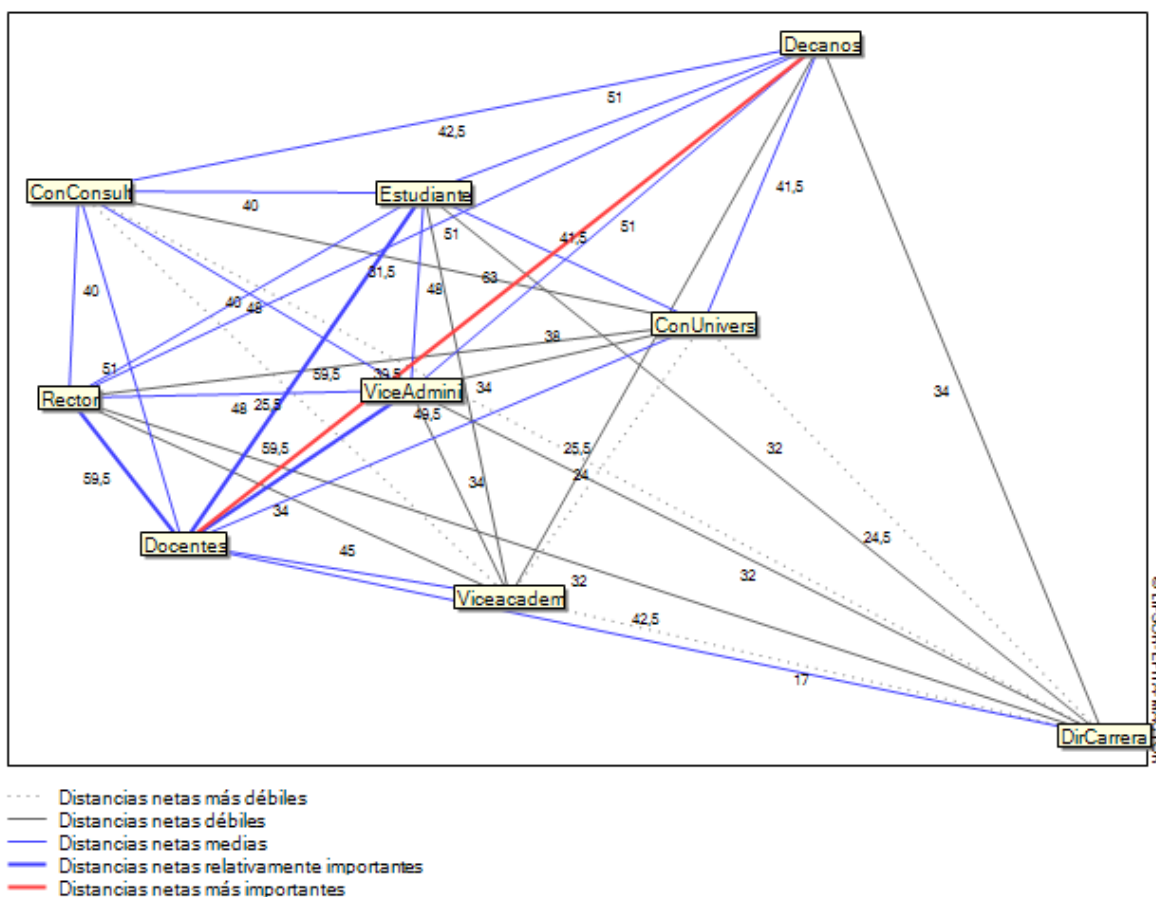 Decanos
51
42,5
ConConsult
Estudiante
41,5
40
51
41,5
51
31,5
63
40
48
40
48
ConUnivers
38
51
59,5
39,5
Rector
ViceAdmini
34
34
48
25,5
49,5
59,5
25,5
32
59,5
24
34
34
Docentes
45
24,5
32
32
Viceacadem
42,5
17
DirCarrera
Distancias netas más débiles
Distancias netas débiles
Distancias netas medias
Distancias netas relativamente importantes
Distancias netas más importantes